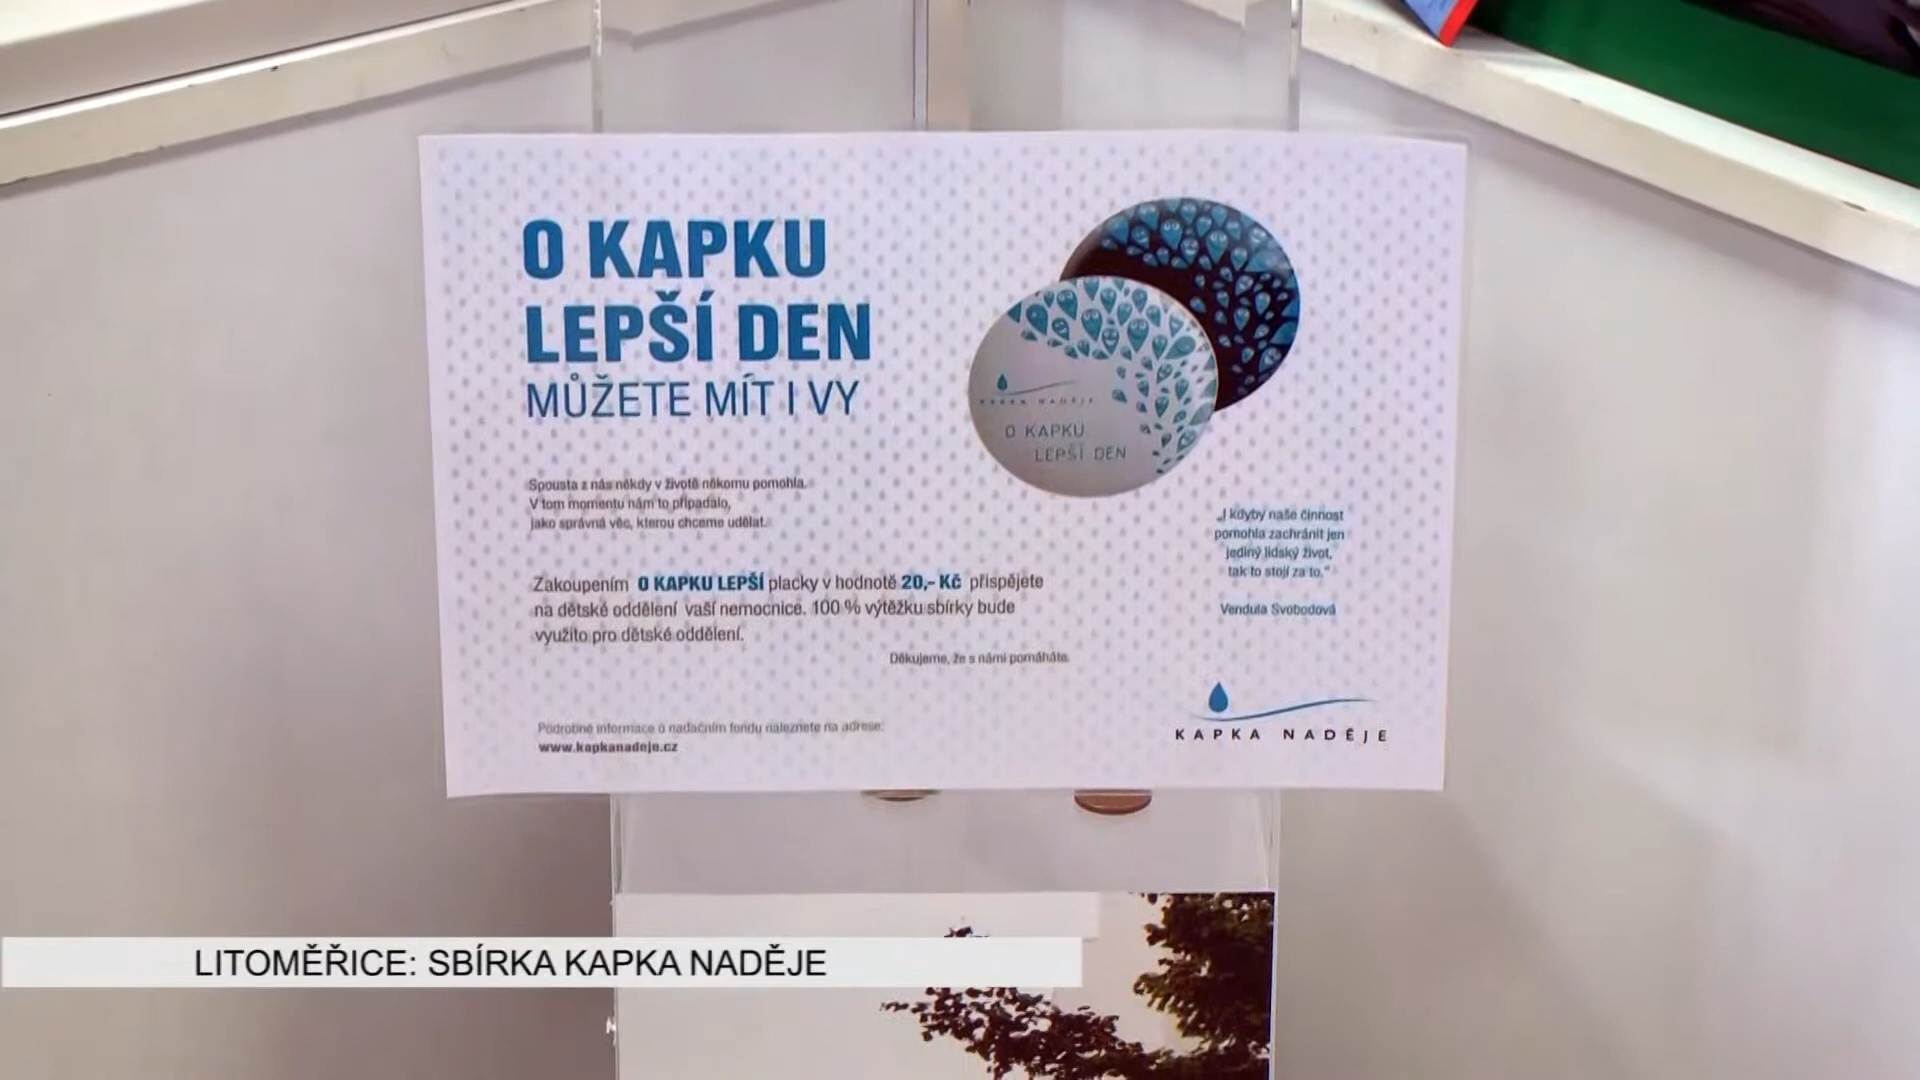 O KAPKU
LEPŠÍ DEN
MŮŽETE MÍT I VY
KAPKA NADĚJE
O KAPKU
LEPŠÍ DEN
Spousta z nás někdy v životě někomu pomohla.
V tom momentu nám to připadalo,
jako správná věc, kterou chceme udělat.
„I kdyby naše činnost
pomohla zachránit jen
jediný lidský život,
tak to stojí za to."
Vendula Svobodová
Zakoupením O KAPKU LEPŠÍ placky v hodnotě 20,- Kč přispějete
na dětské oddělení vaší nemocnice. 100 % výtěžku sbírky bude
využito pro dětské oddělení.
Děkujeme, že s námi pomáháte.
Podrobné informace o nadačním fondu naleznete na adrese:
www.kapkanadeje.cz
KAPKA NADĚJE
LITOMĚŘICE: SBÍRKA KAPKA NADĚJE